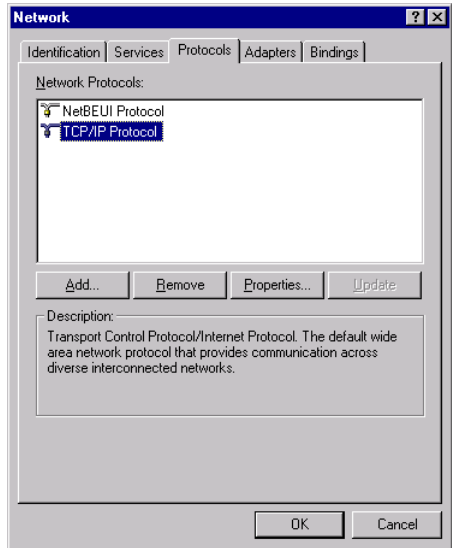 Network
Identification Services Protocols Adapters Bindings
Network Protocols:
NetBEUI Protocol
TCP/IP Protocol
Add... Remove Properties... Update
Description:
Transport Control Protocol/Internet Protocol. The default wide
area network protocol that provides communication across
diverse interconnected networks.
OK Cancel